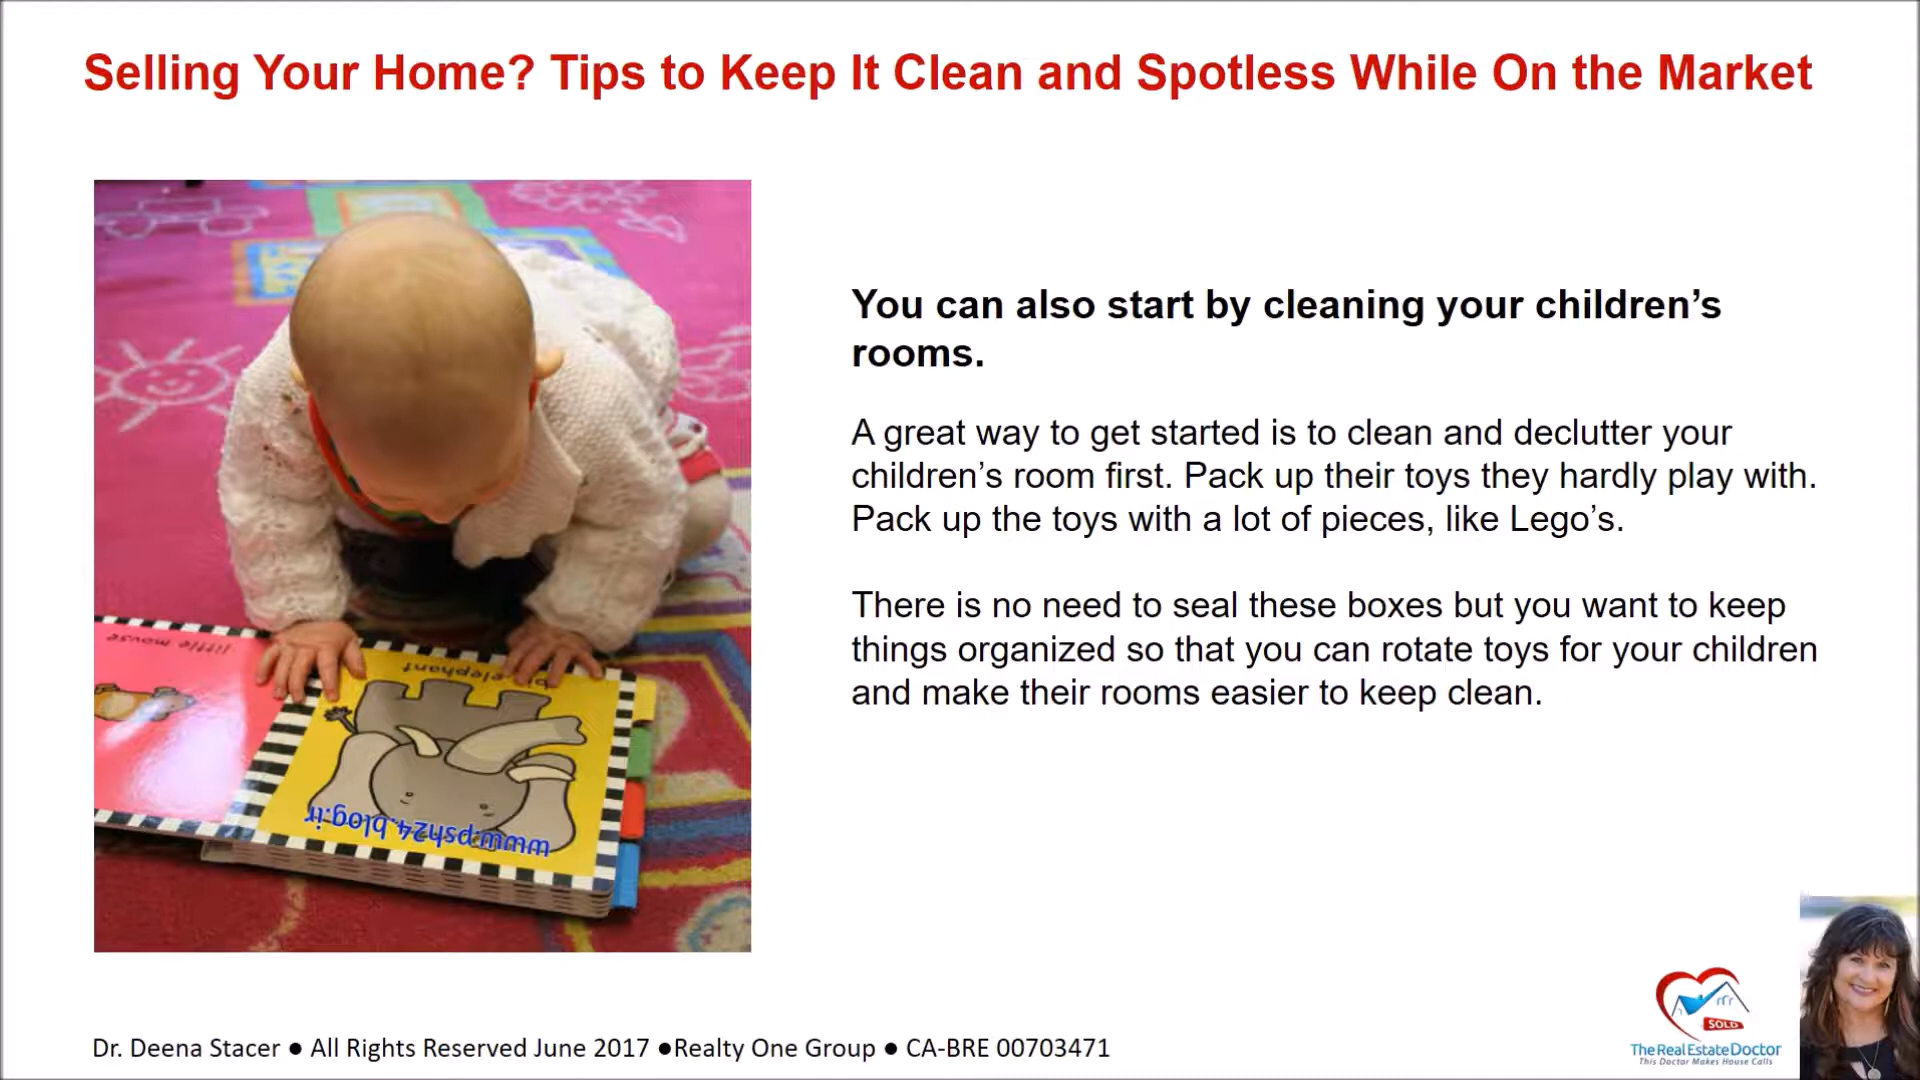 Selling Your Home? Tips to Keep It Clean and Spotless While On the Market
You can also start by cleaning your children’s
rooms.
A great way to get started is to clean and declutter your
children’s room first. Pack up their toys they hardly play with.
Pack up the toys with a lot of pieces, like Lego’s.
There is no need to seal these boxes but you want to keep
things organized so that you can rotate toys for your children
and make their rooms easier to keep clean.
little mouse
big elephant
www.psh24.blog.ir
SOLD
The Real Estate Doctor
This Doctor Makes House Calls
Dr. Deena Stacer ● All Rights Reserved June 2017 ●Realty One Group ● CA-BRE 00703471